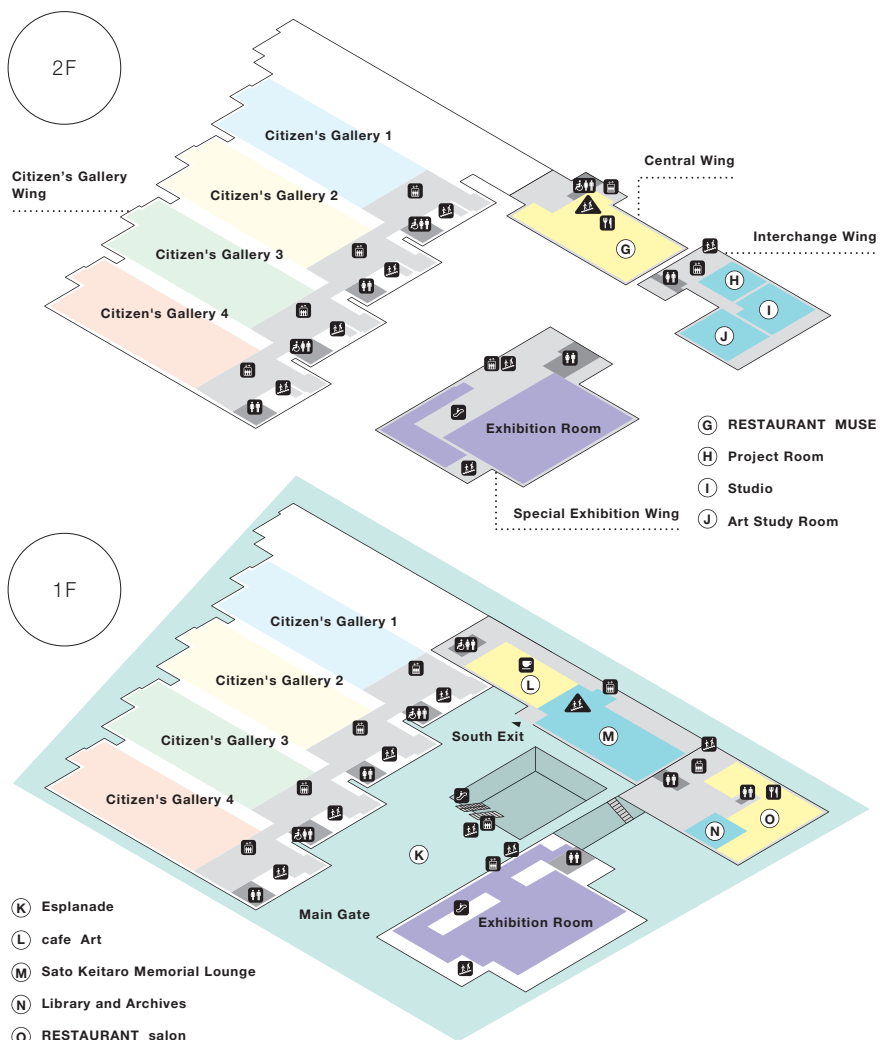 2F
Citizen's Gallery 1
Central Wing
Citizen's Gallery
Wing
Citizen's Gallery 2
Interchange Wing
G
Citizen's Gallery 3
H
I
Citizen's Gallery 4
J
Exhibition Room
G RESTAURANT MUSE
H Project Room
I Studio
J Art Study Room
Special Exhibition Wing
1F
Citizen's Gallery 1
Citizen's Gallery 2
L
South Exit
M
Citizen's Gallery 3
Citizen's Gallery 4
O
N
K
Main Gate
Exhibition Room
K Esplanade
L cafe Art
M Sato Keitaro Memorial Lounge
N Library and Archives
O RESTAURANT salon